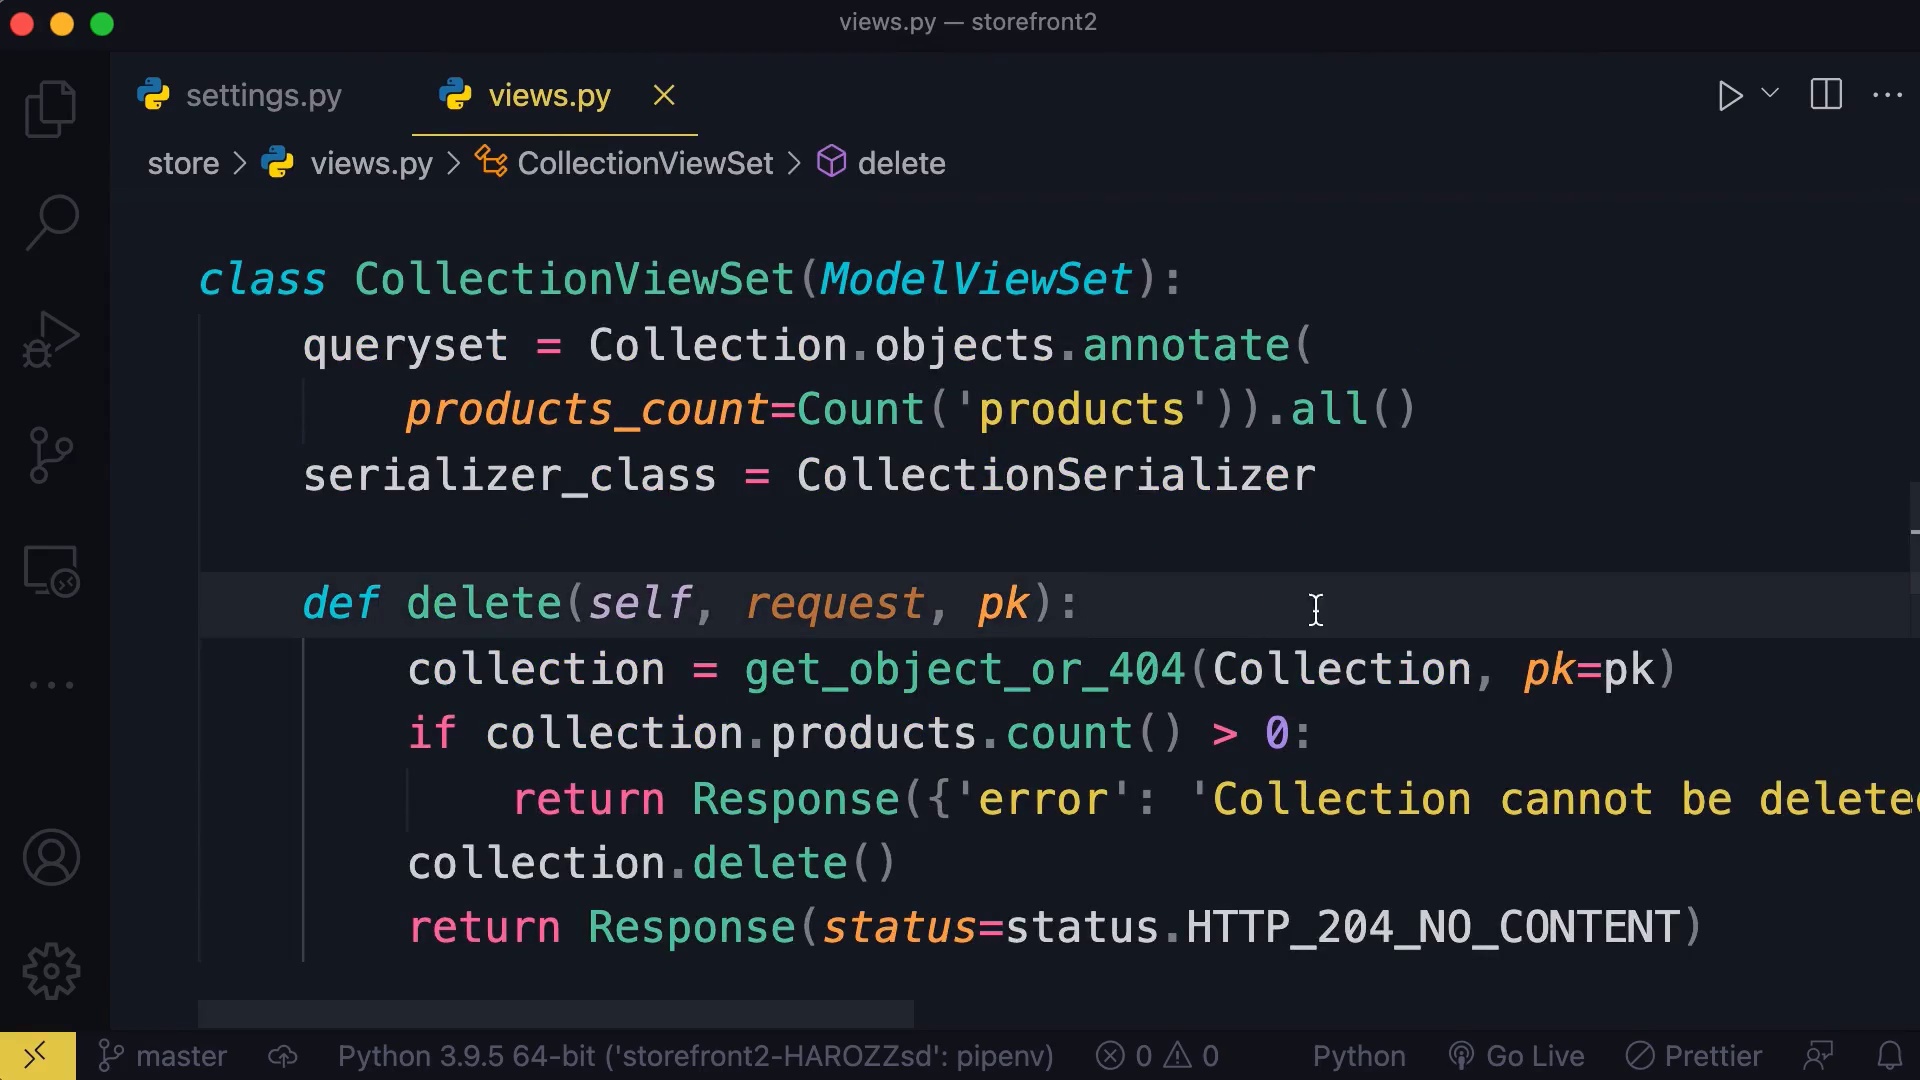 views.py — storefront2
settings.py
views.py
store > views.py > CollectionViewSet > delete
class CollectionViewSet(ModelViewSet):
queryset = Collection.objects.annotate(
products_count=Count('products')).all()
serializer_class = CollectionSerializer
def delete(self, request, pk):
collection = get_object_or_404(Collection, pk=pk)
if collection.products.count() > 0:
return Response({'error': 'Collection cannot be deleted
collection.delete()
return Response(status=status.HTTP_204_NO_CONTENT)
master Python 3.9.5 64-bit ('storefront2-HAROZZsd': pipenv) 0 0 Python Go Live Prettier